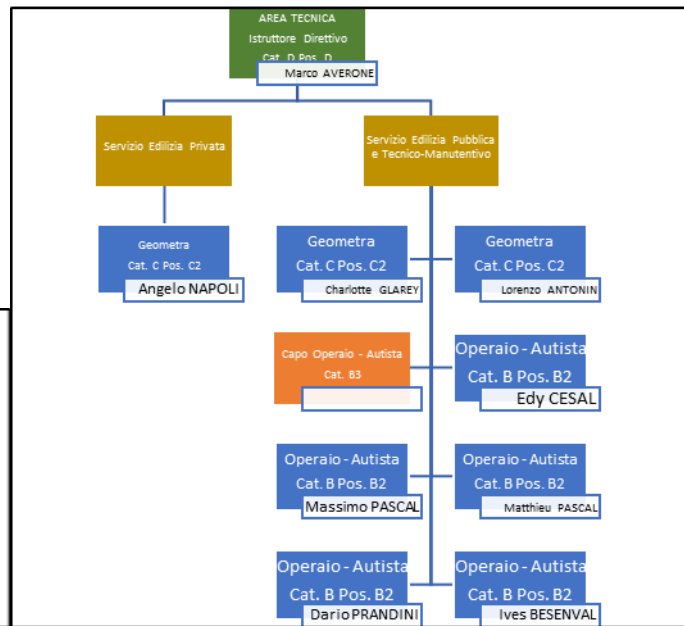 AREA TECNICA
Istruttore Direttivo
Cat. D Pos. D
Marco AVERONE
Servizio Edilizia Privata
Servizio Edilizia Pubblica
e Tecnico-Manutentivo
Geometra
Cat. C Pos. C2
Angelo NAPOLI
Geometra
Cat. C Pos. C2
Charlotte GLAREY
Geometra
Cat. C Pos. C2
Lorenzo ANTONIN
Capo Operaio - Autista
Cat. B3
Operaio - Autista
Cat. B Pos. B2
Edy CESAL
Operaio - Autista
Cat. B Pos. B2
Massimo PASCAL
Operaio - Autista
Cat. B Pos. B2
Matthieu PASCAL
Operaio - Autista
Cat. B Pos. B2
Dario PRANDINI
Operaio - Autista
Cat. B Pos. B2
Ives BESENVAL